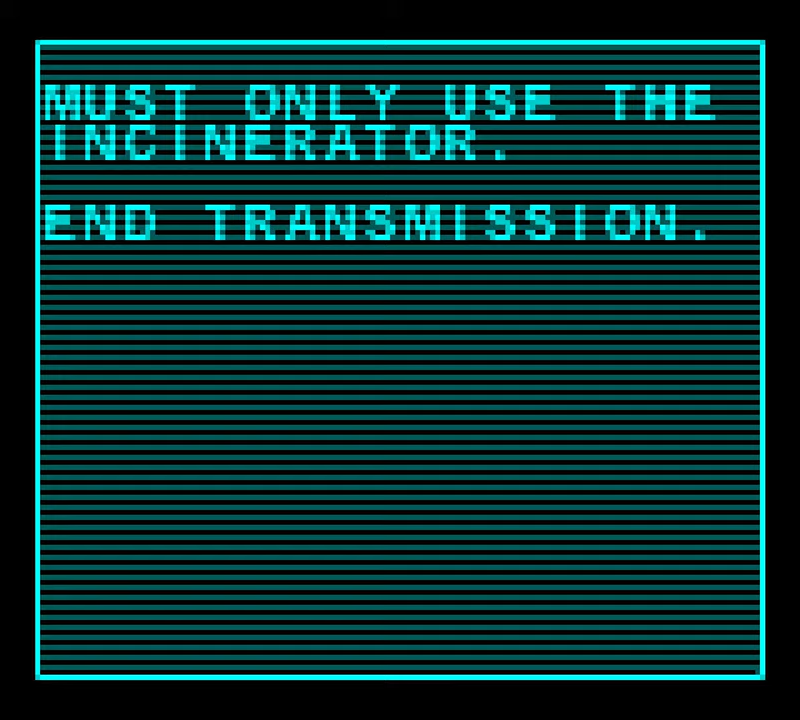 MUST ONLY USE THE
INCINERATOR.
END TRANSMISSION.